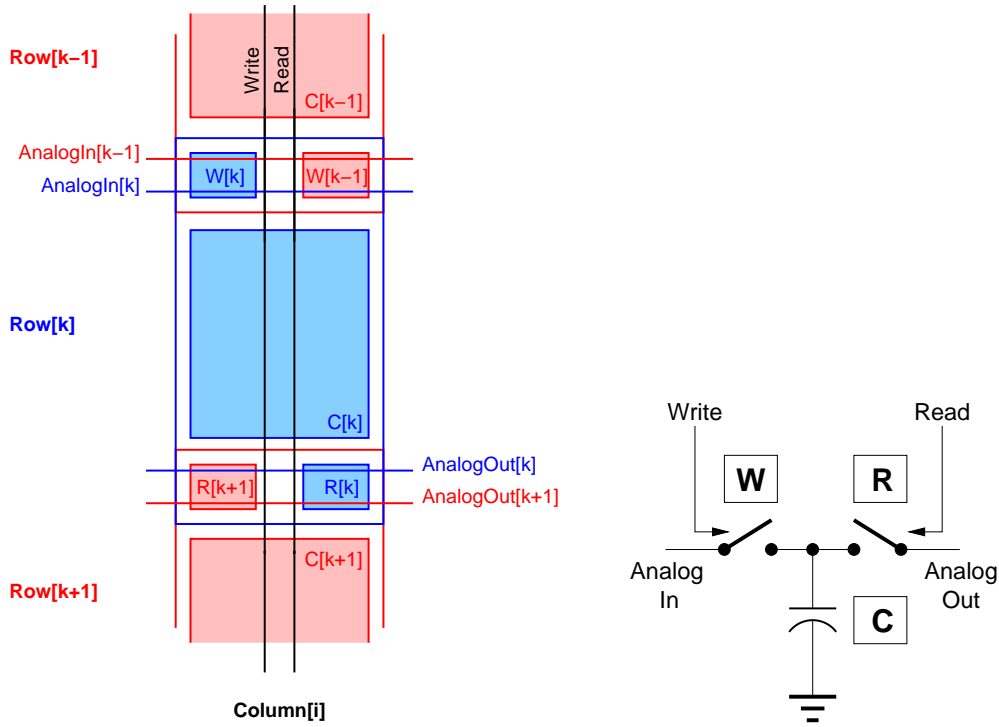 Row[k−1]
Write
Read
C[k−1]
AnalogIn[k−1]
AnalogIn[k]
W[k]
W[k−1]
Row[k]
C[k]
AnalogOut[k]
AnalogOut[k+1]
R[k+1]
R[k]
C[k+1]
Row[k+1]
Column[i]
Write
Read
W
R
Analog
In
Analog
Out
C